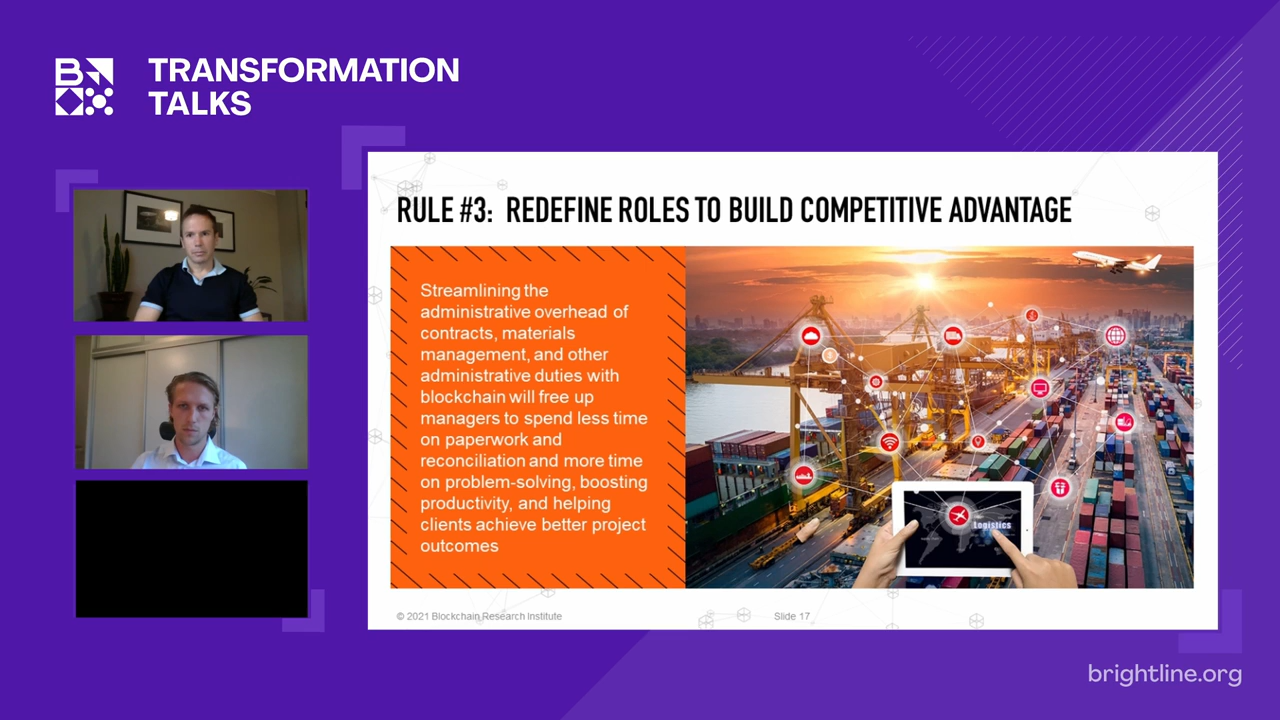 TRANSFORMATION
TALKS
RULE #3: REDEFINE ROLES TO BUILD COMPETITIVE ADVANTAGE
Streamlining the
administrative overhead of
contracts, materials
management, and other
administrative duties with
blockchain will free up
managers to spend less time
on paperwork and
reconciliation and more time
on problem-solving, boosting
productivity, and helping
clients achieve better project
outcomes
Logistics
© 2021 Blockchain Research Institute
Slide 17
brightline.org